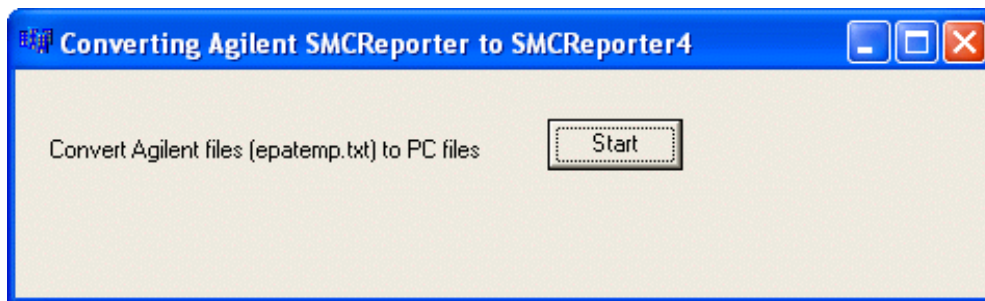 Converting Agilent SMCReporter to SMCReporter4
Convert Agilent files (epatemp.txt) to PC files
Start